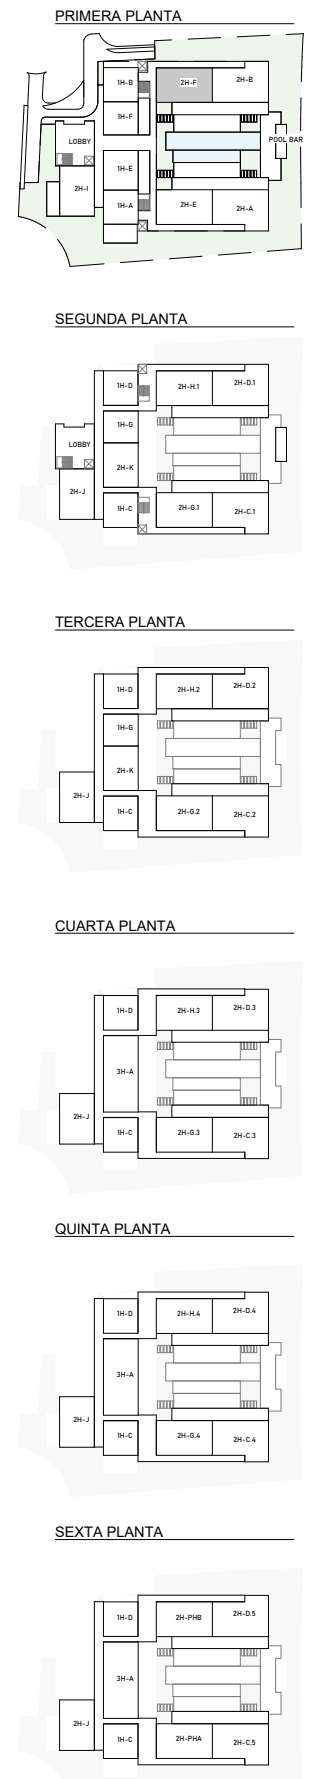 PRIMERA PLANTA
1H-B
2H-F
2H-B
1H-F
LOBBY
POOL BAR
1H-E
2H-I
1H-A
2H-E
2H-A
SEGUNDA PLANTA
1H-D
2H-H.1
2H-D.1
1H-G
LOBBY
2H-K
2H-J
1H-C
2H-G.1
2H-C.1
TERCERA PLANTA
1H-D
2H-H.2
2H-D.2
1H-G
2H-K
2H-J
1H-C
2H-G.2
2H-C.2
CUARTA PLANTA
1H-D
2H-H.3
2H-D.3
3H-A
2H-J
1H-C
2H-G.3
2H-C.3
QUINTA PLANTA
1H-D
2H-H.4
2H-D.4
3H-A
2H-J
1H-C
2H-G.4
2H-C.4
SEXTA PLANTA
1H-D
2H-PHB
2H-D.5
3H-A
2H-J
1H-C
2H-PHA
2H-C.5